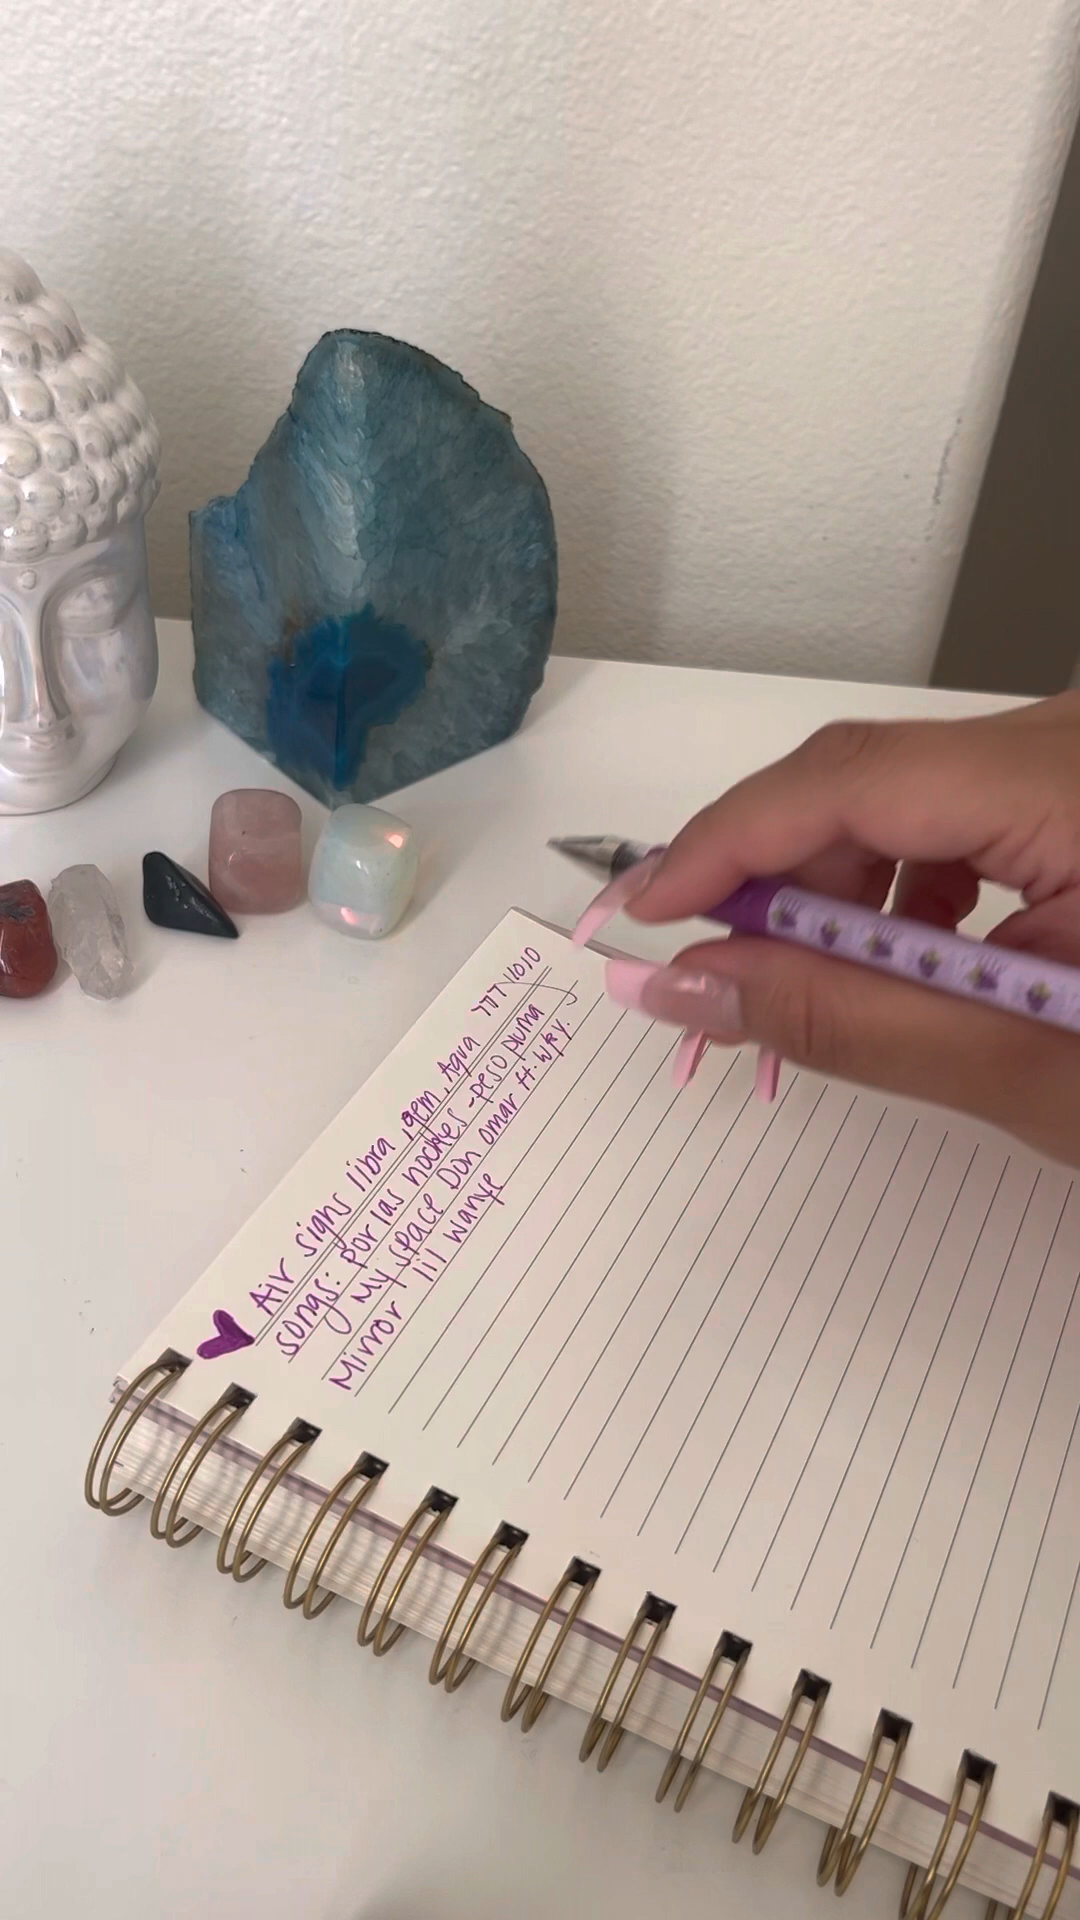 Air signs libra, gem, Aqua 777 1010
songs: por las noches - peso pluma
My space Don omar ft. wky.
Mirror lil wanye